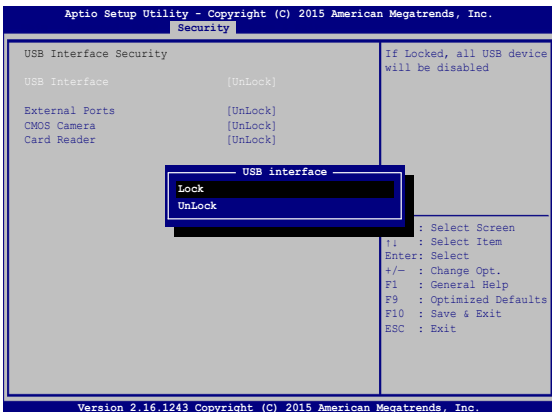 Aptio Setup Utility - Copyright (C) 2015 American Megatrends, Inc.
Security
USB Interface Security
USB Interface [UnLock]
External Ports [UnLock]
CMOS Camera [UnLock]
Card Reader [UnLock]
If Locked, all USB device
will be disabled
USB interface
Lock
UnLock
: Select Screen
↑↓ : Select Item
Enter: Select
+/— : Change Opt.
F1 : General Help
F9 : Optimized Defaults
F10 : Save & Exit
ESC : Exit
Version 2.16.1243 Copyright (C) 2015 American Megatrends, Inc.